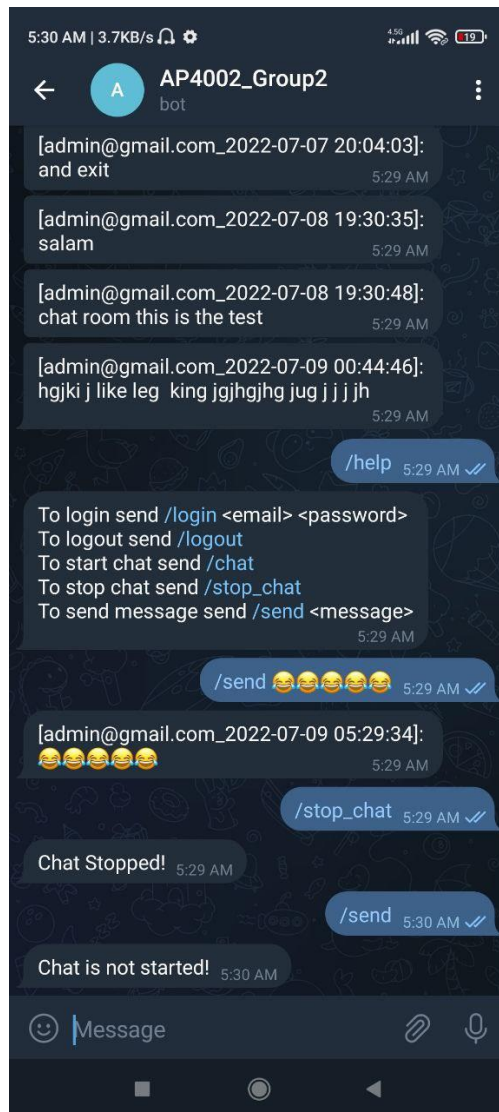 5:30 AM | 3.7KB/s
4.5G
19
A
AP4002_Group2
bot
[admin@gmail.com_2022-07-07 20:04:03]:
and exit
5:29 AM
[admin@gmail.com_2022-07-08 19:30:35]:
salam
5:29 AM
[admin@gmail.com_2022-07-08 19:30:48]:
chat room this is the test
5:29 AM
[admin@gmail.com_2022-07-09 00:44:46]:
hgjki j like leg  king jgjhgjhg jug j j j jh
5:29 AM
/help 5:29 AM
To login send /login <email> <password>
To logout send /logout
To start chat send /chat
To stop chat send /stop_chat
To send message send /send <message>
5:29 AM
/send 😂😂😂😂😂 5:29 AM
[admin@gmail.com_2022-07-09 05:29:34]:
😂😂😂😂😂
5:29 AM
/stop_chat 5:29 AM
Chat Stopped! 5:29 AM
/send 5:30 AM
Chat is not started! 5:30 AM
Message